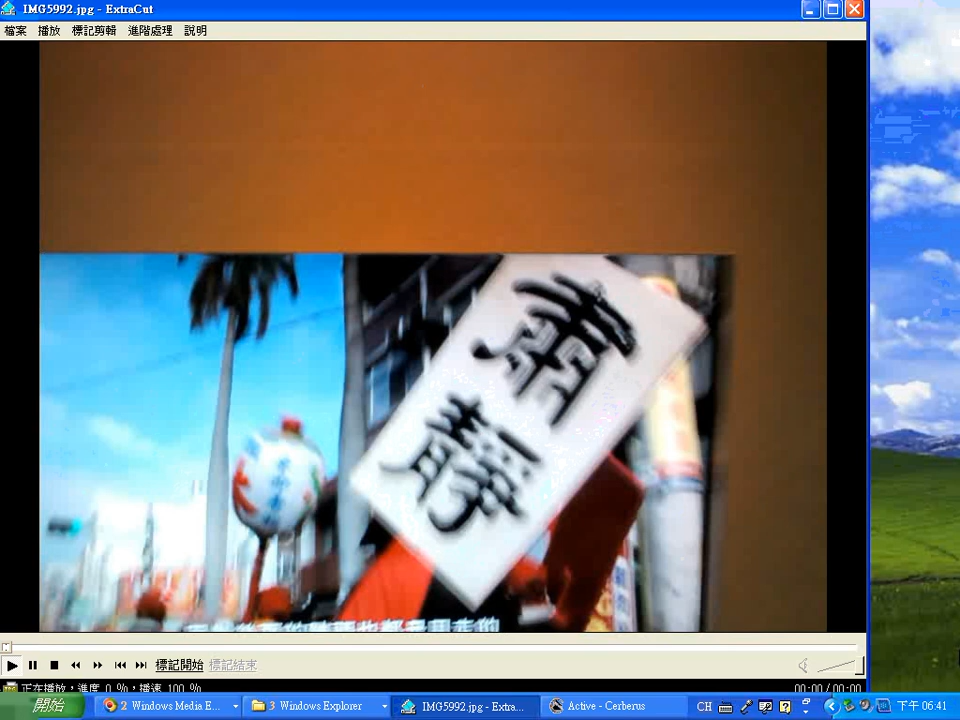 IMG5992.jpg - ExtraCut
檔案 播放 標記剪輯 進階處理 說明
肅
靜
標記開始 標記結束
正在播放，進度 0 %，播速 100 %
00:00 / 00:00
開始
2 Windows Media E...
3 Windows Explorer
IMG5992.jpg - Extra...
Active - Cerberus
CH
下午 06:41